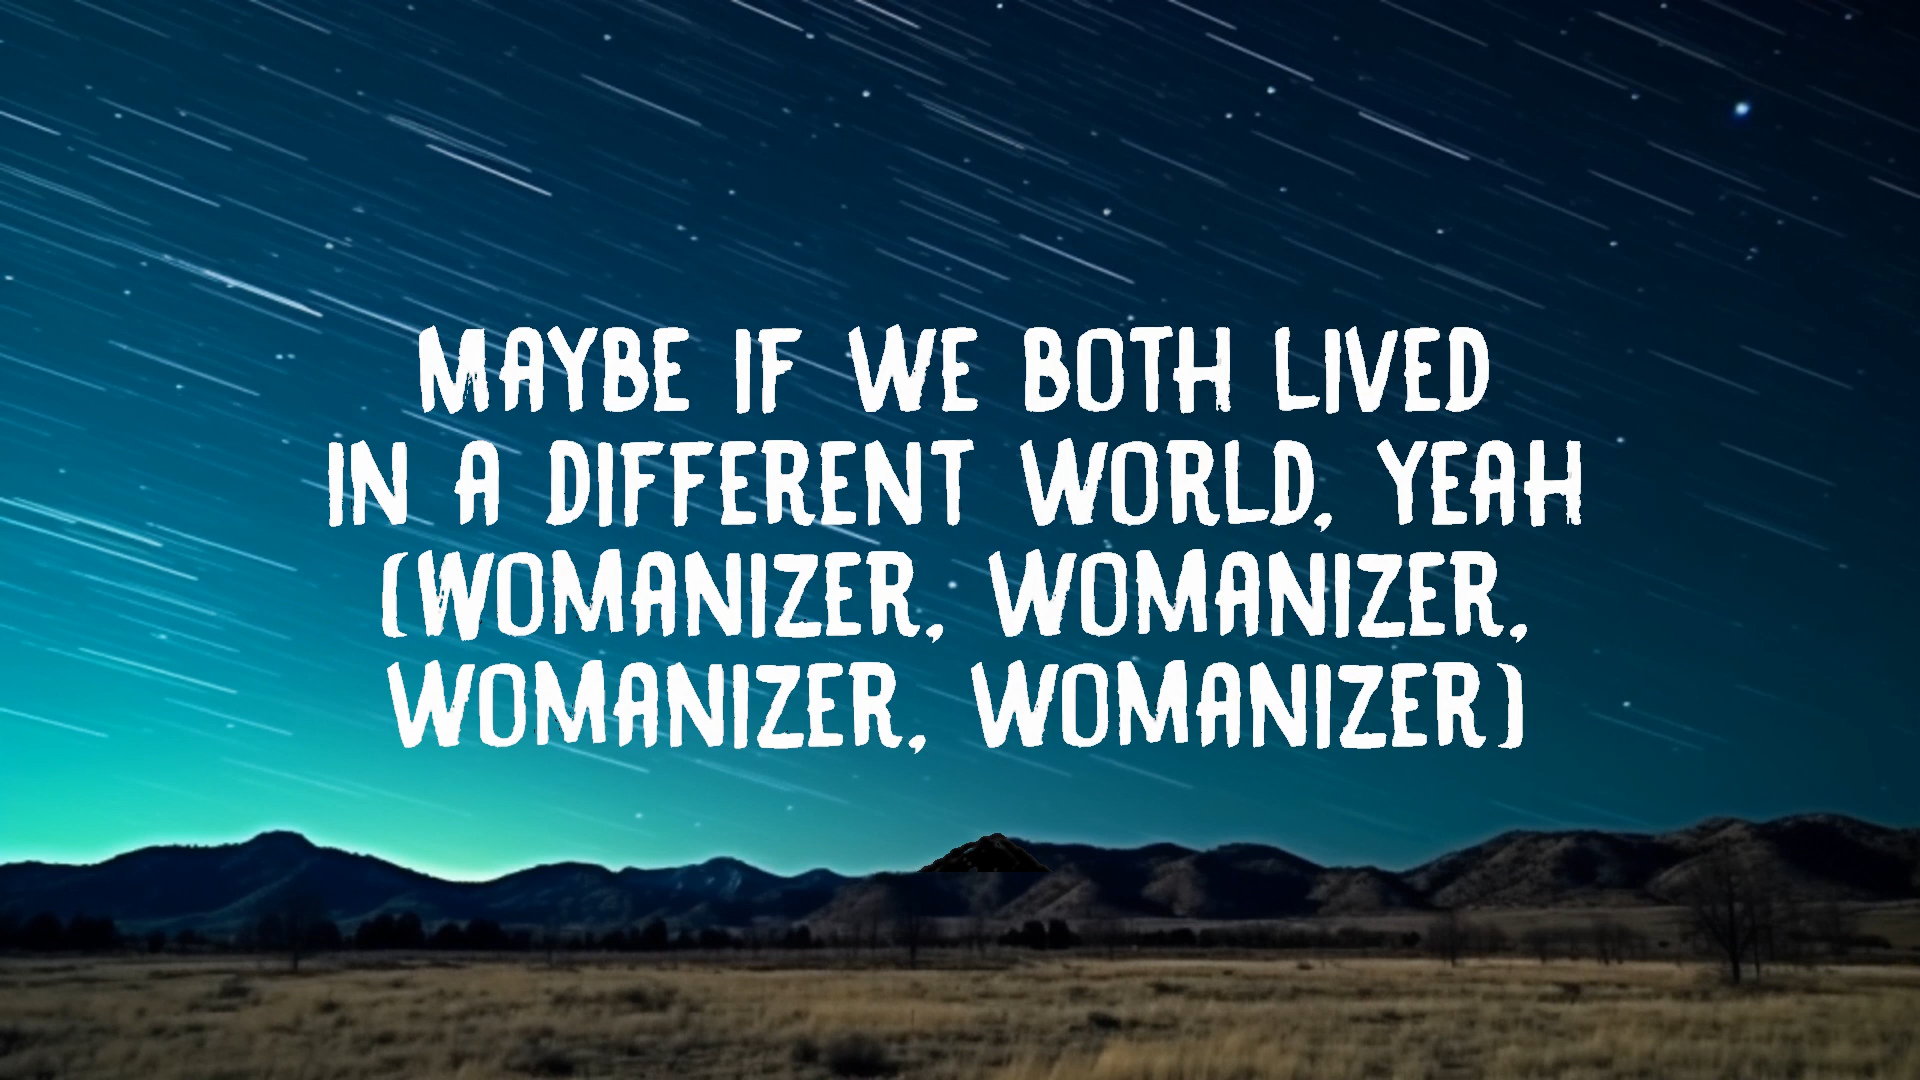 MAYBE IF WE BOTH LIVED
IN A DIFFERENT WORLD, YEAH
(WOMANIZER, WOMANIZER,
WOMANIZER, WOMANIZER)